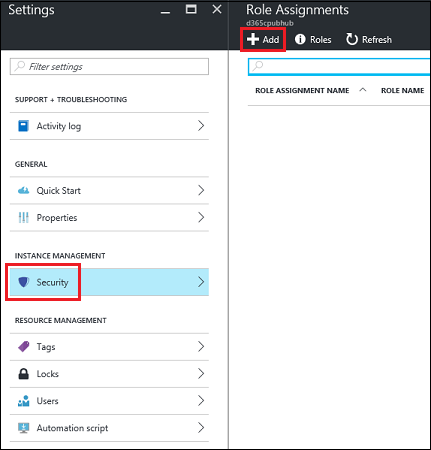 Settings
Filter settings
SUPPORT + TROUBLESHOOTING
Activity log
GENERAL
Quick Start
Properties
INSTANCE MANAGEMENT
Security
RESOURCE MANAGEMENT
Tags
Locks
Users
Automation script
Role Assignments
d365cpubhub
Add
Roles
Refresh
ROLE ASSIGNMENT NAME
ROLE NAME